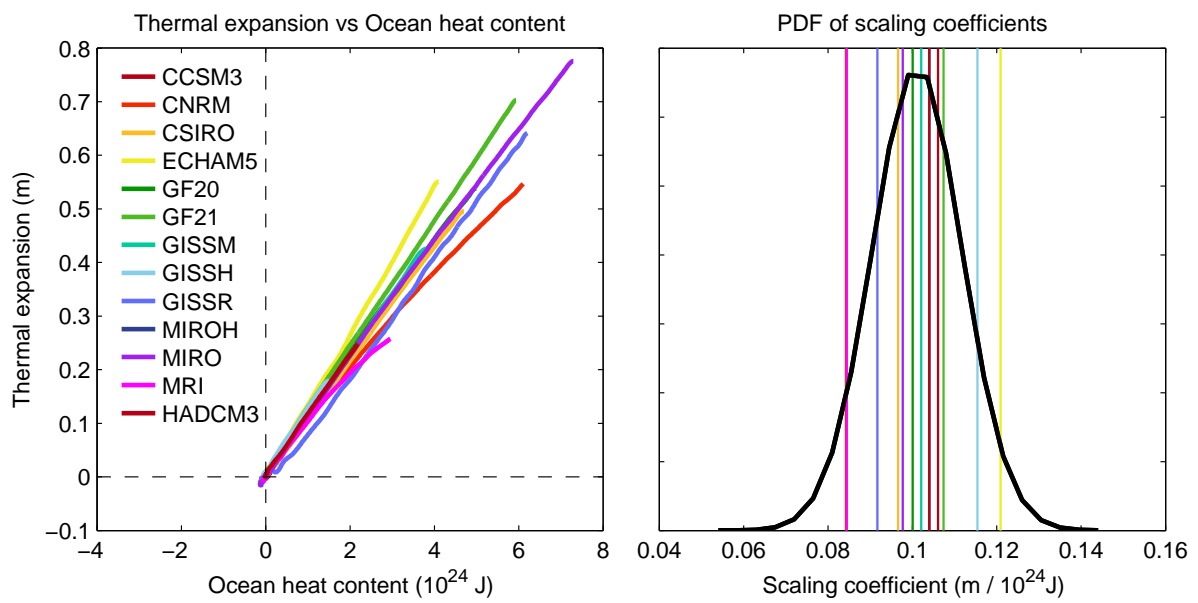 Thermal expansion vs Ocean heat content
0.8
0.7
0.6
0.5
0.4
0.3
0.2
0.1
0
−0.1
Thermal expansion (m)
CCSM3
CNRM
CSIRO
ECHAM5
GF20
GF21
GISSM
GISSH
GISSR
MIROH
MIRO
MRI
HADCM3
−4 −2 0 2 4 6 8
Ocean heat content (10^24 J)
PDF of scaling coefficients
0.04 0.06 0.08 0.1 0.12 0.14 0.16
Scaling coefficient (m / 10^24J)